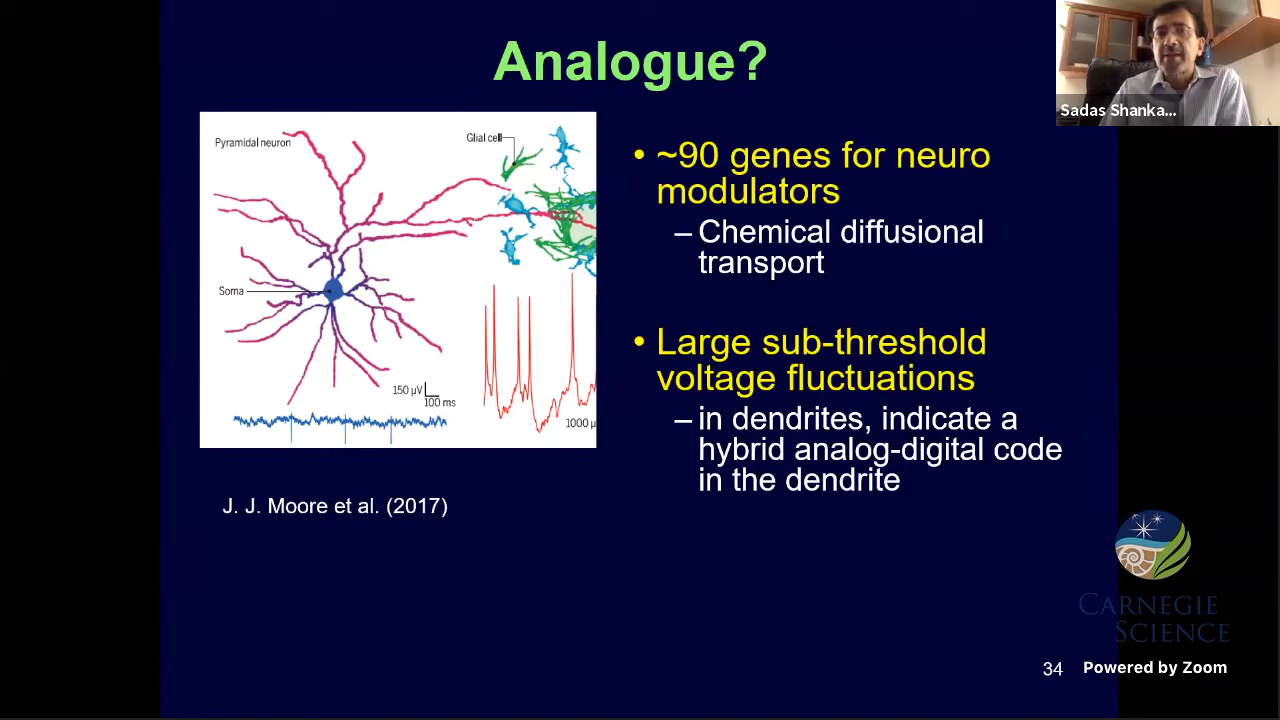 Analogue?
Sadas Shanka...
Pyramidal neuron
Glial cell
Soma
150 µV
100 ms
1000 µ
J. J. Moore et al. (2017)
• ~90 genes for neuro
modulators
– Chemical diffusional
transport
• Large sub-threshold
voltage fluctuations
– in dendrites, indicate a
hybrid analog-digital code
in the dendrite
CARNEGIE
SCIENCE
34
Powered by Zoom